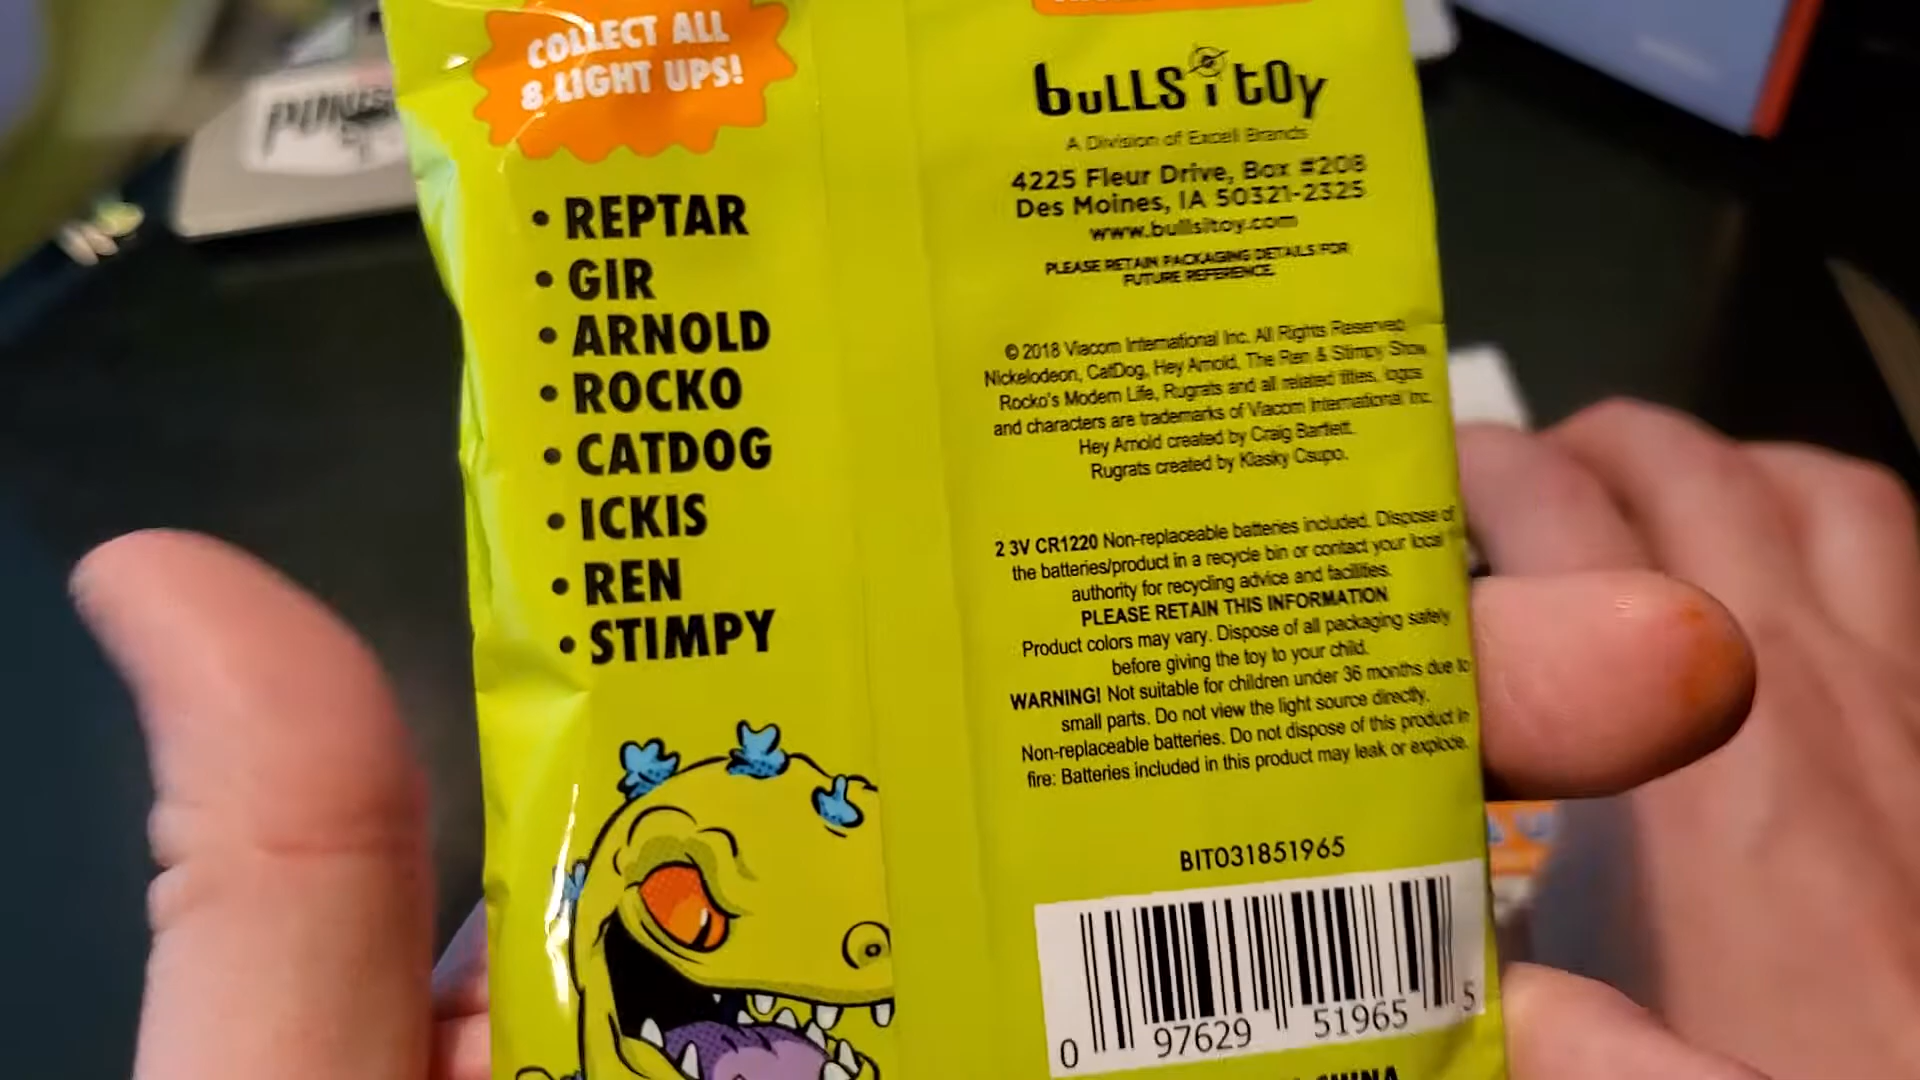 COLLECT ALL
8 LIGHT UPS!
• REPTAR
• GIR
• ARNOLD
• ROCKO
• CATDOG
• ICKIS
• REN
• STIMPY
bulls i toy
A Division of Excell Brands
4225 Fleur Drive, Box #208
Des Moines, IA 50321-2325
www.bullsitoy.com
PLEASE RETAIN PACKAGING DETAILS FOR
FUTURE REFERENCE.
© 2018 Viacom International Inc. All Rights Reserved.
Nickelodeon, CatDog, Hey Arnold, The Ren & Stimpy Show,
Rocko's Modern Life, Rugrats and all related titles, logos
and characters are trademarks of Viacom International Inc.
Hey Arnold created by Craig Bartlett.
Rugrats created by Klasky Csupo.
2 3V CR1220 Non-replaceable batteries included. Dispose of
the batteries/product in a recycle bin or contact your local
authority for recycling advice and facilities.
PLEASE RETAIN THIS INFORMATION
Product colors may vary. Dispose of all packaging safely
before giving the toy to your child.
WARNING! Not suitable for children under 36 months due to
small parts. Do not view the light source directly.
Non-replaceable batteries. Do not dispose of this product in
fire: Batteries included in this product may leak or explode.
BITO31851965
0 97629 51965 5
CHINA